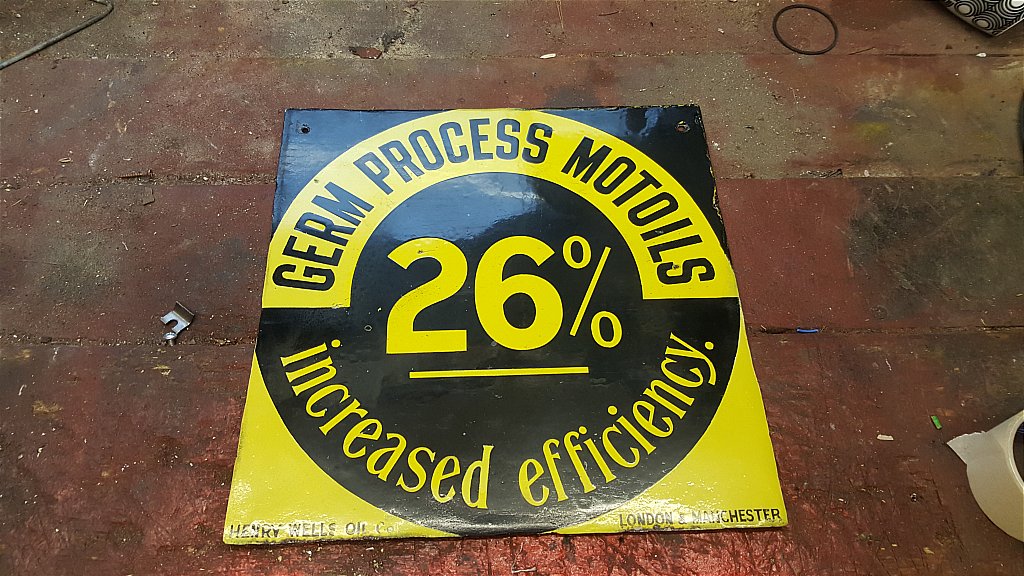 GERM PROCESS MOTOILS
26%
increased efficiency.
HENRY WELLS OIL Co
LONDON & MANCHESTER